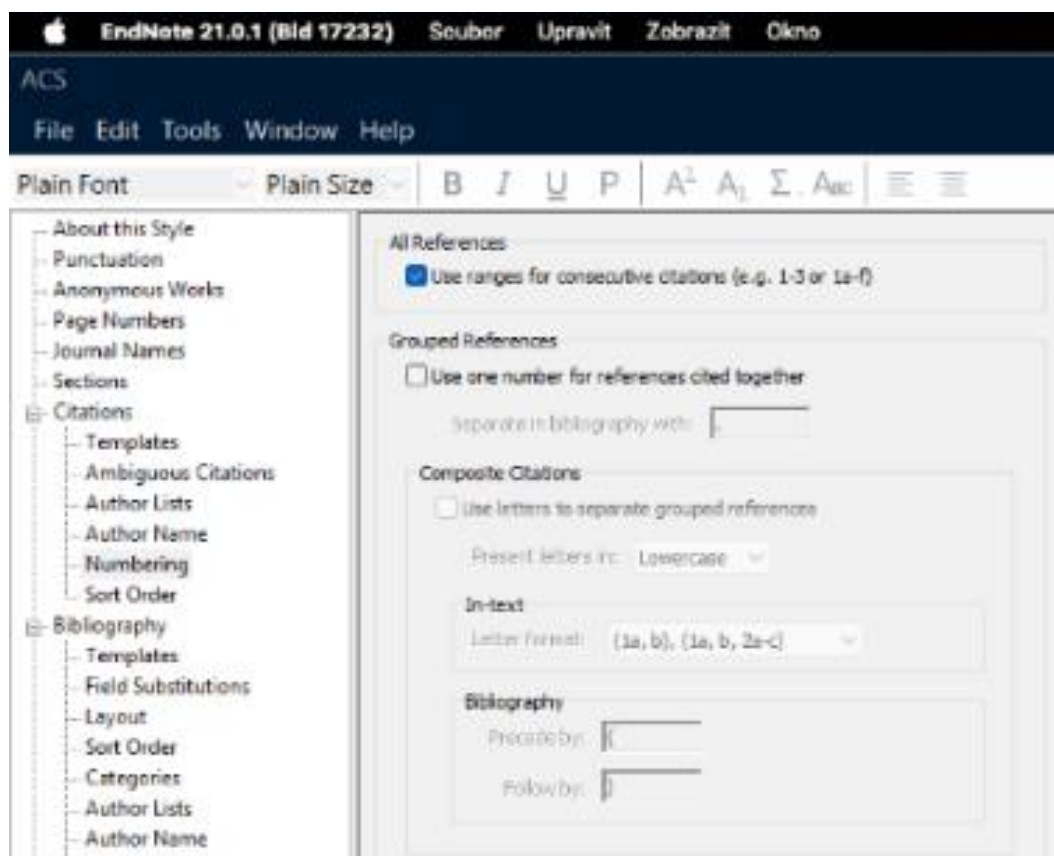 EndNote 21.0.1 (Bld 17232) Soubor Upravit Zobrazit Okno
ACS
File Edit Tools Window Help
Plain Font Plain Size B I U P A² A₁ Σ A
About this Style
Punctuation
Anonymous Works
Page Numbers
Journal Names
Sections
Citations
Templates
Ambiguous Citations
Author Lists
Author Name
Numbering
Sort Order
Bibliography
Templates
Field Substitutions
Layout
Sort Order
Categories
Author Lists
Author Name
All References
Use ranges for consecutive citations (e.g. 1-3 or 1a-f)
Grouped References
Use one number for references cited together
Separate in bibliography with:
Composite Citations
Use letters to separate grouped references
Present letters in: Lowercase
In-text
Letter format: (1a, b), (1a, b, 2a-c)
Bibliography
Precede by: (
Follow by: )